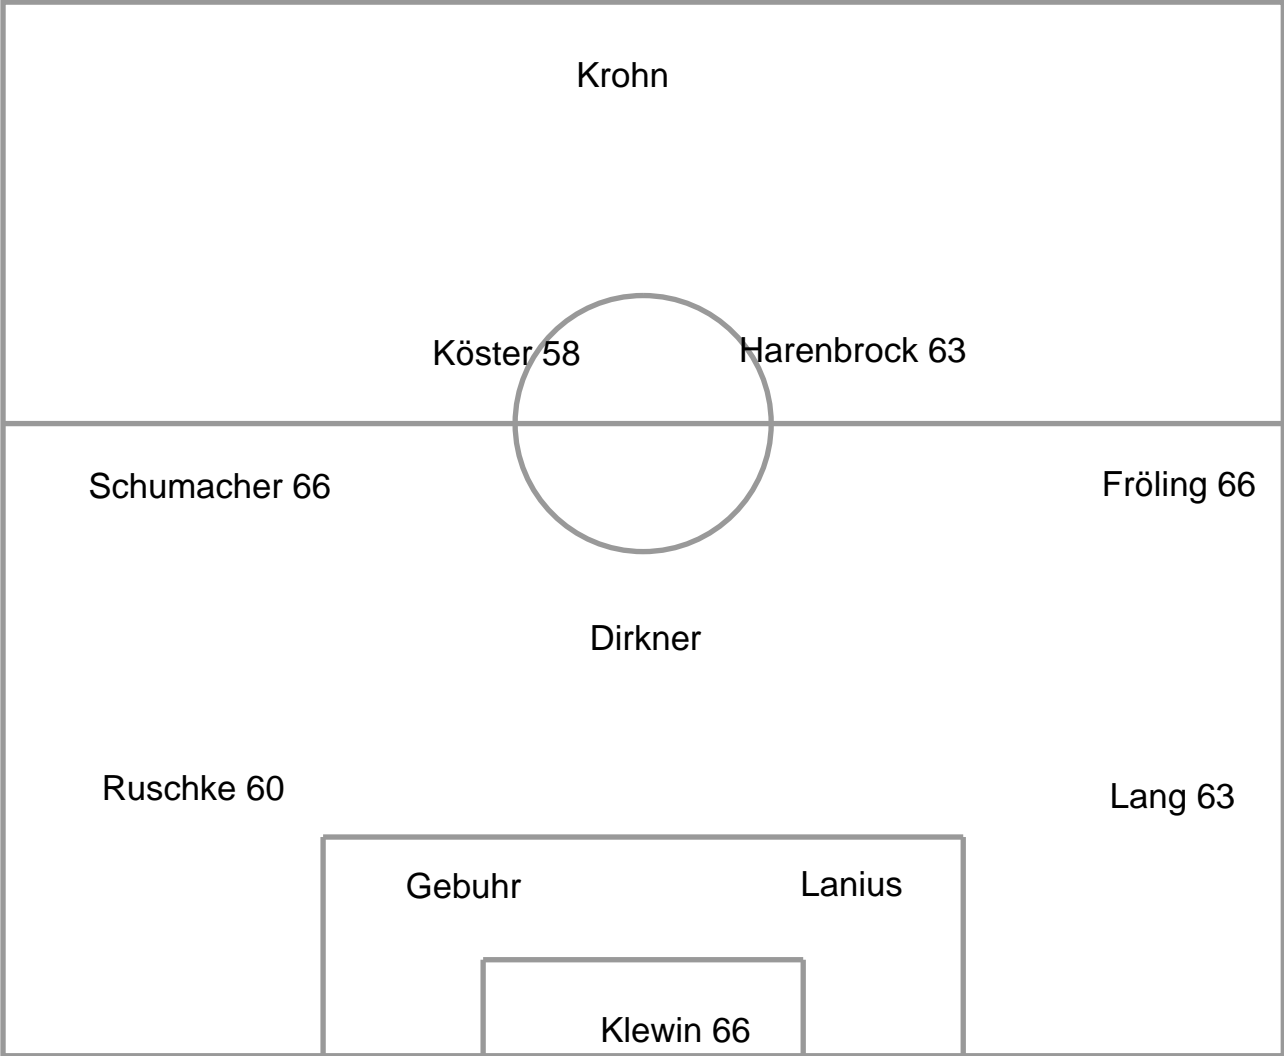 Krohn
Köster 58
Harenbrock 63
Schumacher 66
Fröling 66
Dirkner
Ruschke 60
Lang 63
Gebuhr
Lanius
Klewin 66